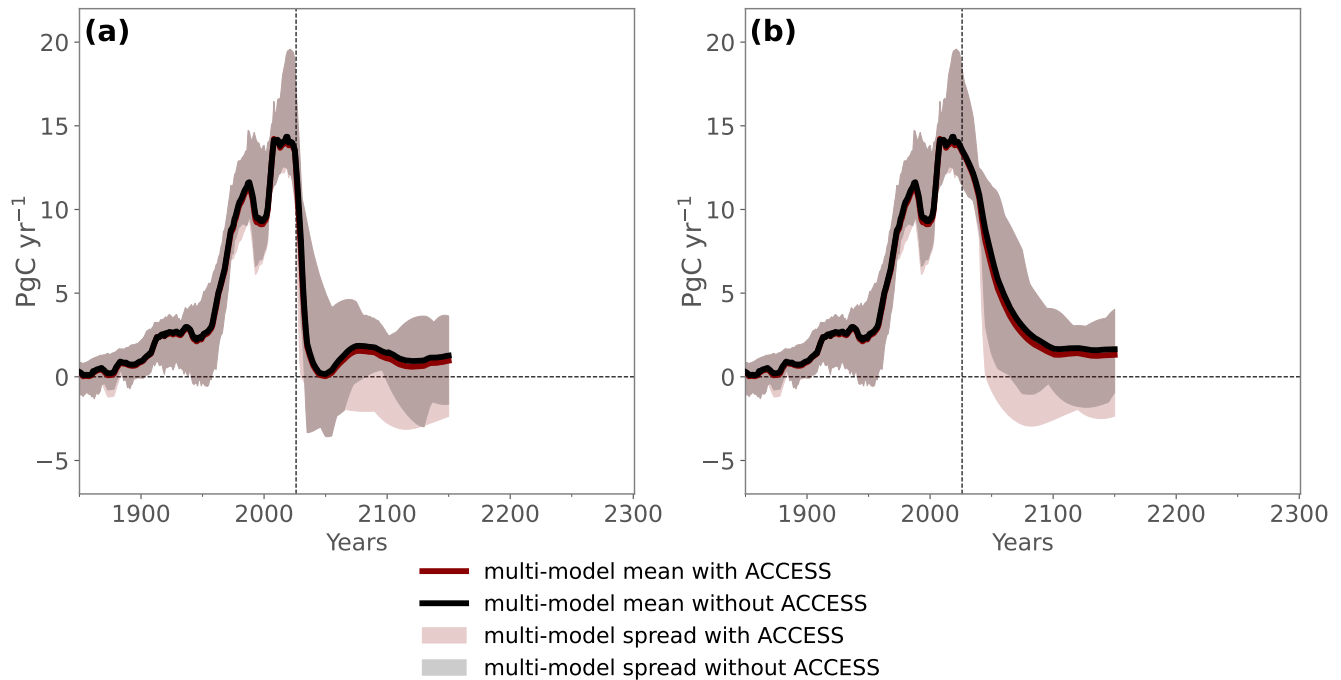 (a)
20
15
10
5
0
−5
PgC yr⁻¹
1900 2000 2100 2200 2300
Years
(b)
20
15
10
5
0
−5
PgC yr⁻¹
1900 2000 2100 2200 2300
Years
multi-model mean with ACCESS
multi-model mean without ACCESS
multi-model spread with ACCESS
multi-model spread without ACCESS